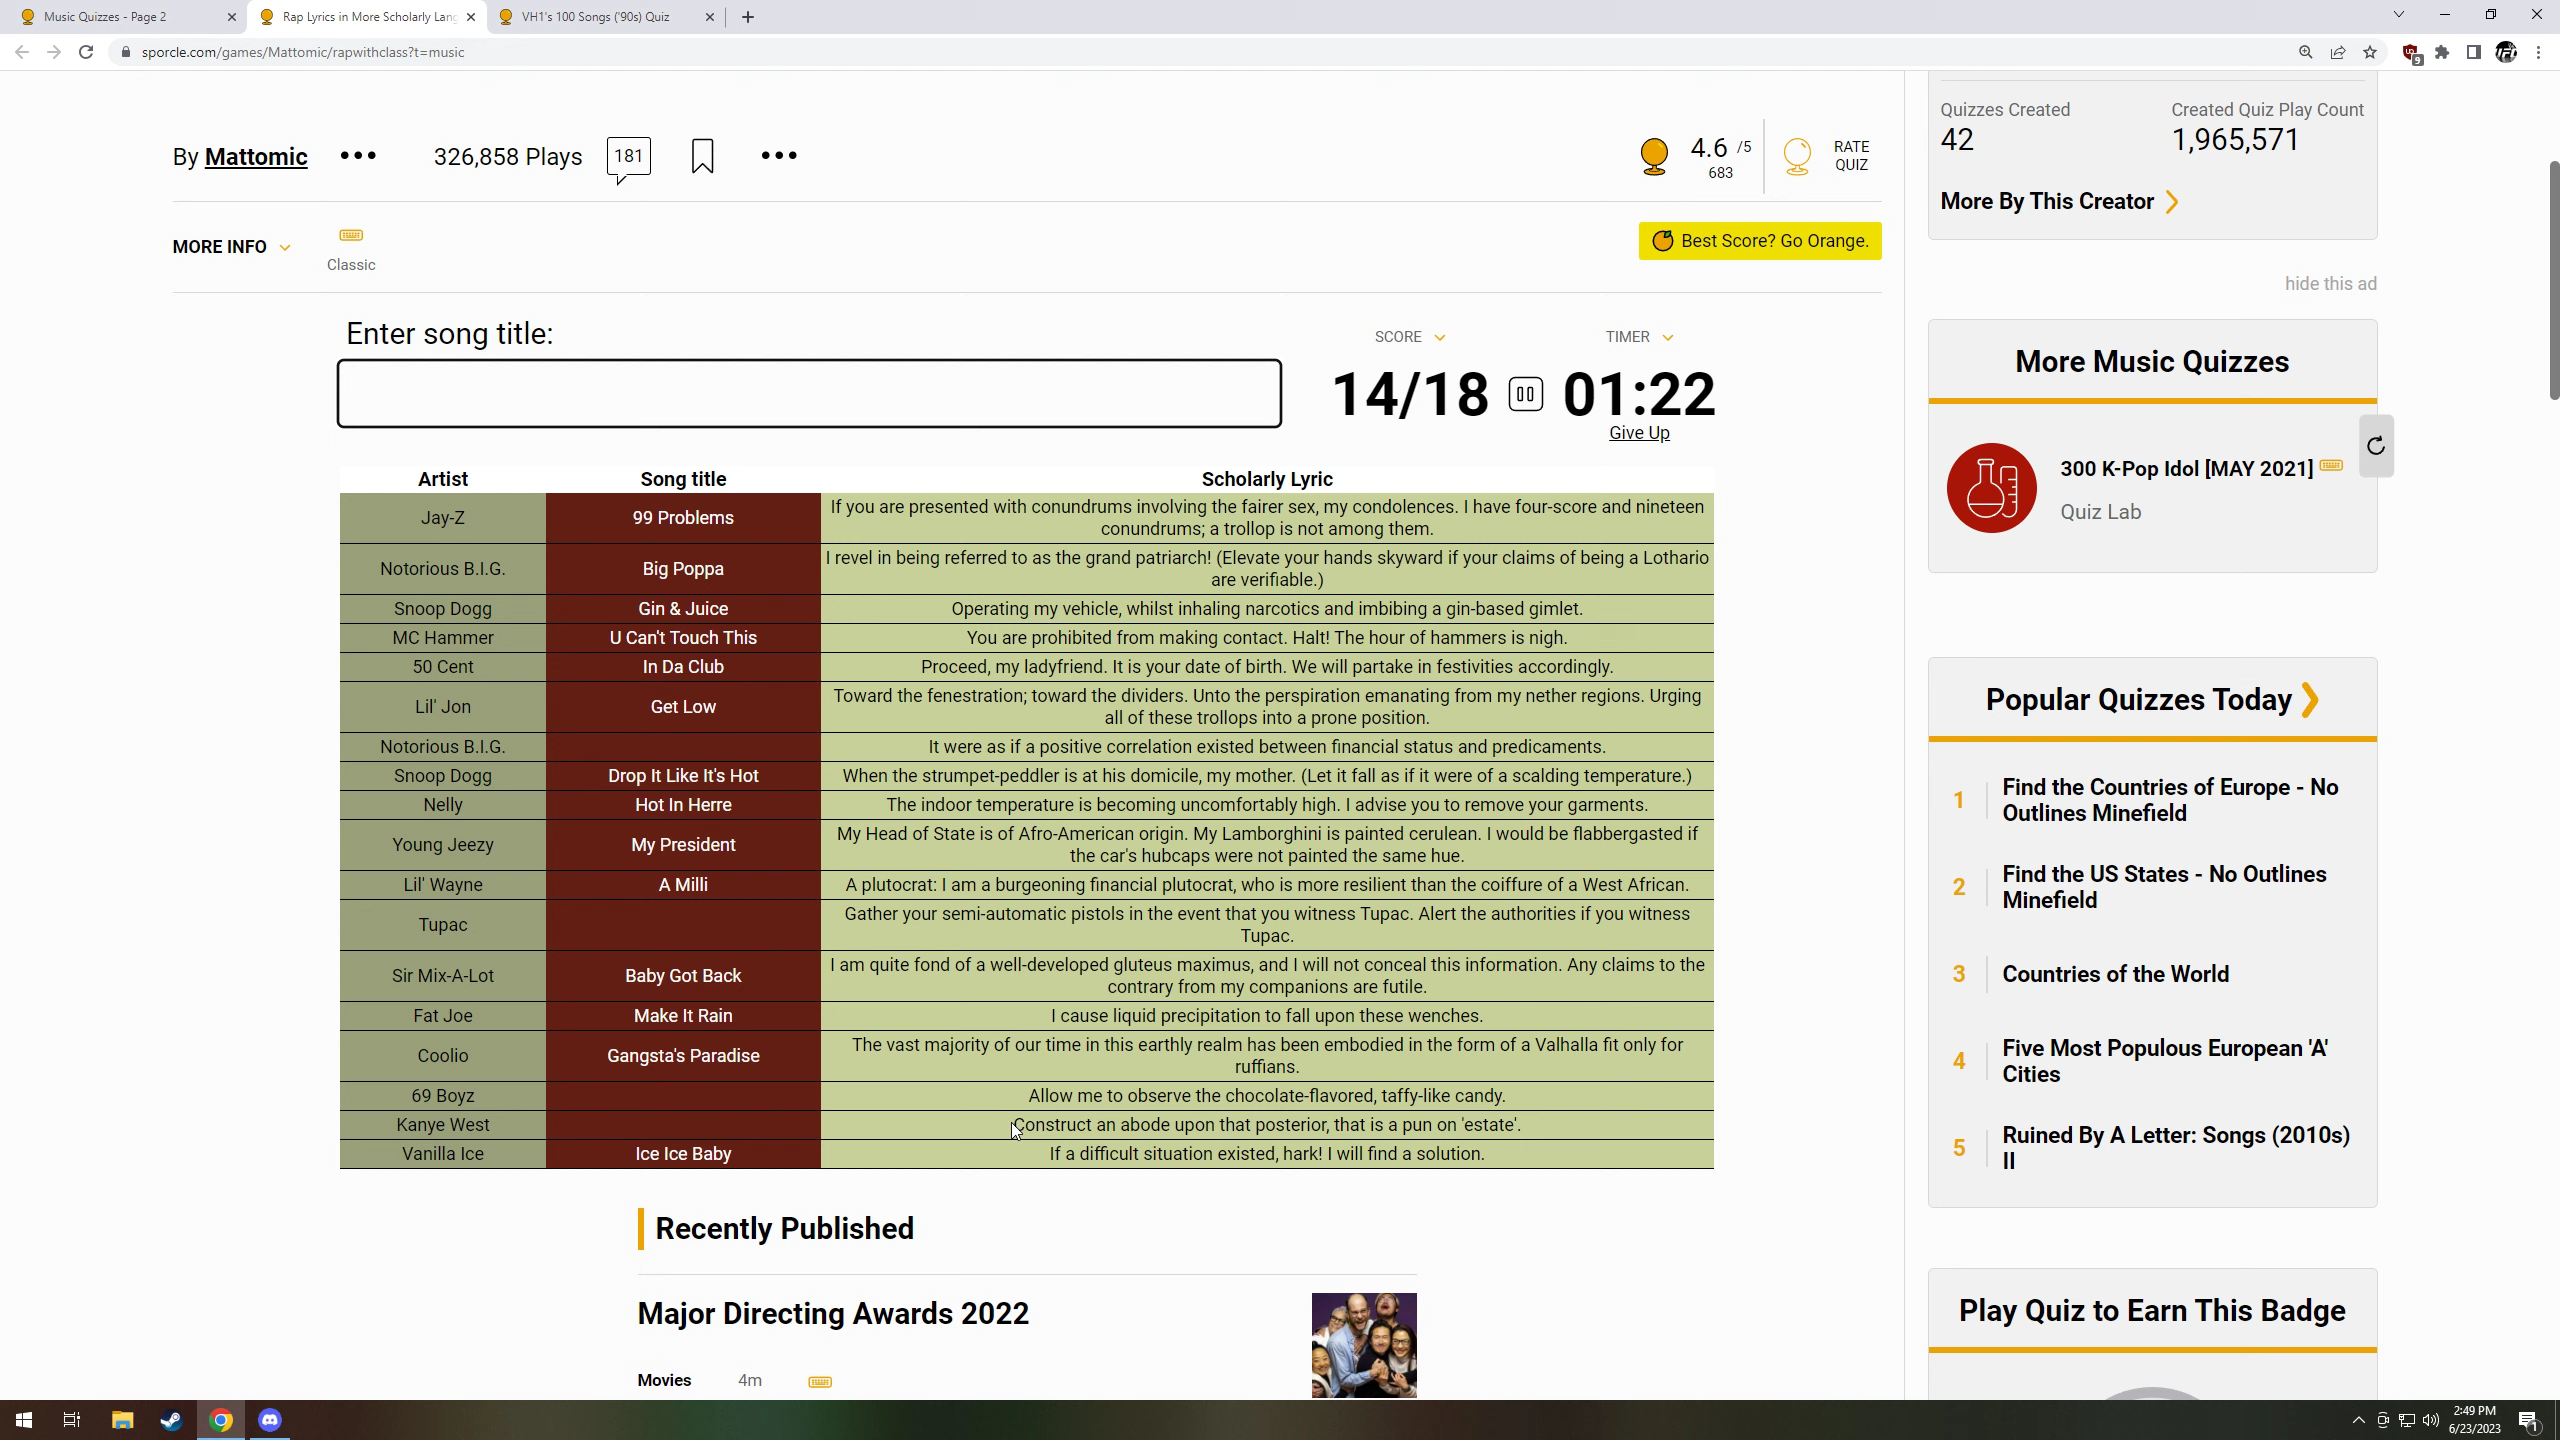 Music Quizzes - Page 2
Rap Lyrics in More Scholarly Lang
VH1's 100 Songs ('90s) Quiz
sporcle.com/games/Mattomic/rapwithclass?t=music
9
By Mattomic
326,858 Plays
181
4.6 /5
683
RATE
QUIZ
MORE INFO
Classic
Best Score? Go Orange.
Enter song title:
SCORE
TIMER
14/18
01:22
Give Up
Artist Song title Scholarly Lyric
Jay-Z 99 Problems If you are presented with conundrums involving the fairer sex, my condolences. I have four-score and nineteen
conundrums; a trollop is not among them.
Notorious B.I.G. Big Poppa I revel in being referred to as the grand patriarch! (Elevate your hands skyward if your claims of being a Lothario
are verifiable.)
Snoop Dogg Gin & Juice Operating my vehicle, whilst inhaling narcotics and imbibing a gin-based gimlet.
MC Hammer U Can't Touch This You are prohibited from making contact. Halt! The hour of hammers is nigh.
50 Cent In Da Club Proceed, my ladyfriend. It is your date of birth. We will partake in festivities accordingly.
Lil' Jon Get Low Toward the fenestration; toward the dividers. Unto the perspiration emanating from my nether regions. Urging
all of these trollops into a prone position.
Notorious B.I.G. It were as if a positive correlation existed between financial status and predicaments.
Snoop Dogg Drop It Like It's Hot When the strumpet-peddler is at his domicile, my mother. (Let it fall as if it were of a scalding temperature.)
Nelly Hot In Herre The indoor temperature is becoming uncomfortably high. I advise you to remove your garments.
Young Jeezy My President My Head of State is of Afro-American origin. My Lamborghini is painted cerulean. I would be flabbergasted if
the car's hubcaps were not painted the same hue.
Lil' Wayne A Milli A plutocrat: I am a burgeoning financial plutocrat, who is more resilient than the coiffure of a West African.
Tupac Gather your semi-automatic pistols in the event that you witness Tupac. Alert the authorities if you witness
Tupac.
Sir Mix-A-Lot Baby Got Back I am quite fond of a well-developed gluteus maximus, and I will not conceal this information. Any claims to the
contrary from my companions are futile.
Fat Joe Make It Rain I cause liquid precipitation to fall upon these wenches.
Coolio Gangsta's Paradise The vast majority of our time in this earthly realm has been embodied in the form of a Valhalla fit only for
ruffians.
69 Boyz Allow me to observe the chocolate-flavored, taffy-like candy.
Kanye West Construct an abode upon that posterior, that is a pun on 'estate'.
Vanilla Ice Ice Ice Baby If a difficult situation existed, hark! I will find a solution.
Recently Published
Major Directing Awards 2022
Movies 4m
Quizzes Created
42
Created Quiz Play Count
1,965,571
More By This Creator
hide this ad
More Music Quizzes
300 K-Pop Idol [MAY 2021]
Quiz Lab
Popular Quizzes Today
1 Find the Countries of Europe - No
Outlines Minefield
2 Find the US States - No Outlines
Minefield
3 Countries of the World
4 Five Most Populous European 'A'
Cities
5 Ruined By A Letter: Songs (2010s)
II
Play Quiz to Earn This Badge
2:49 PM
6/23/2023
1